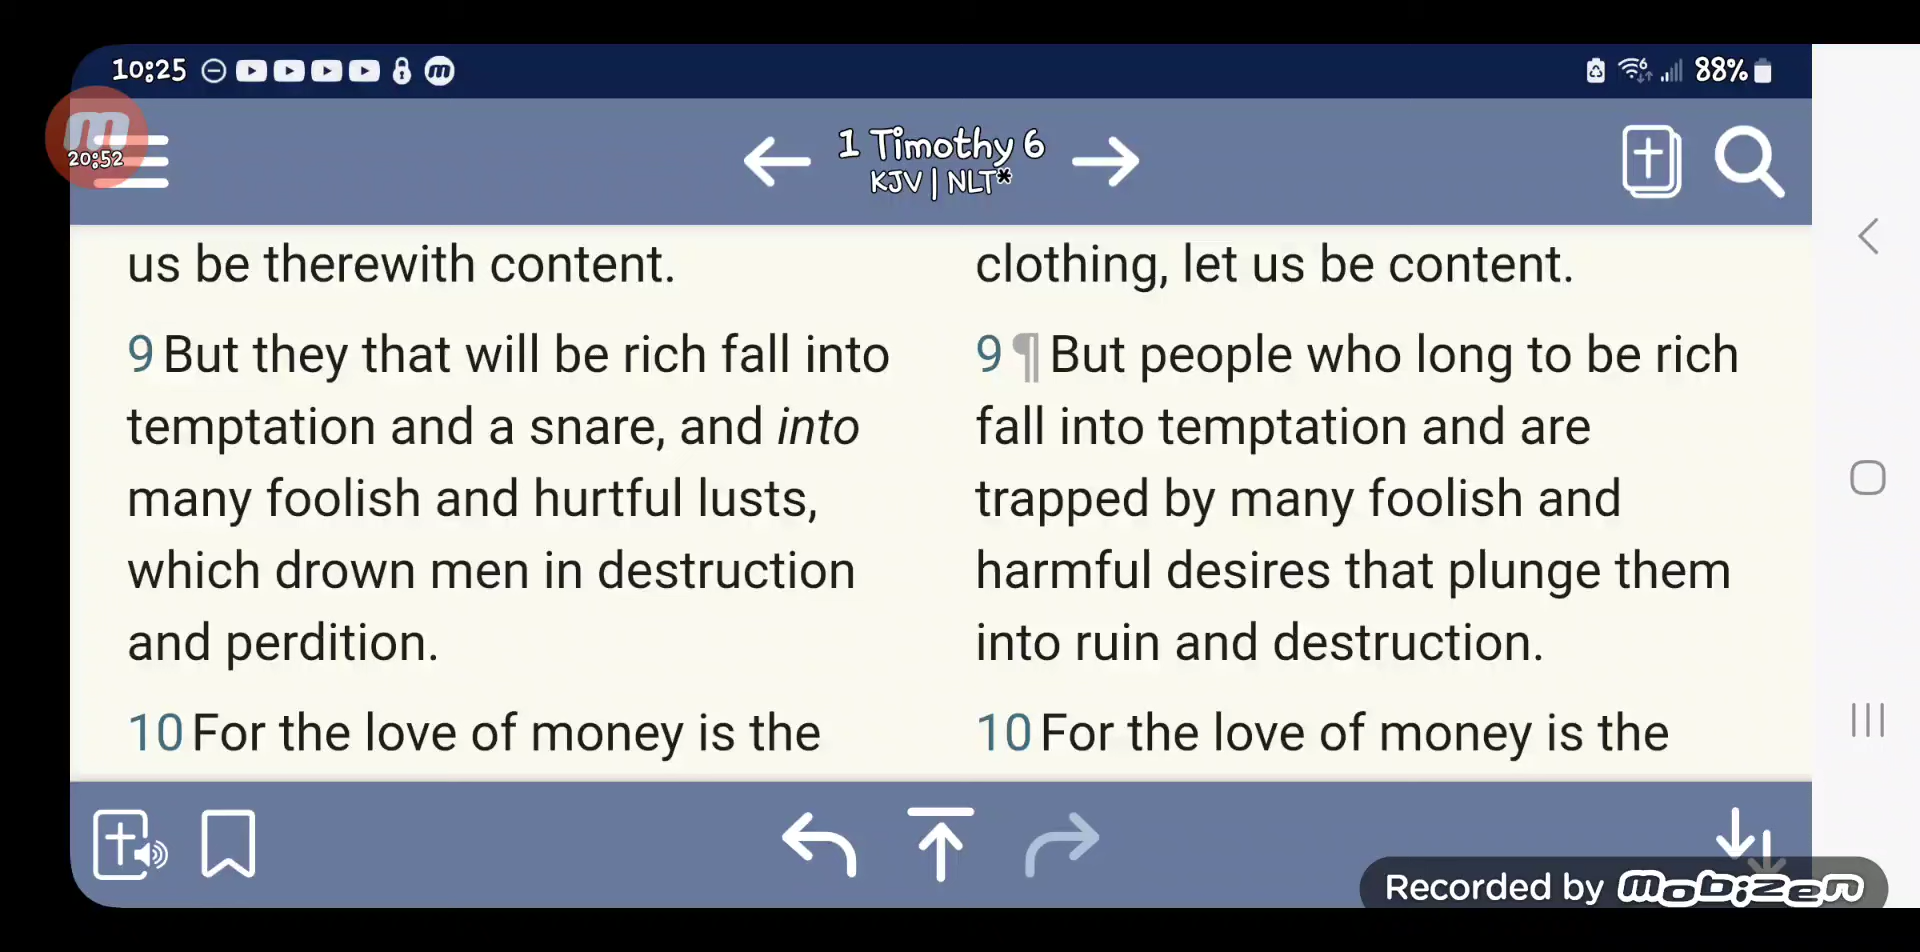 10:25
88%
20:52
1 Timothy 6
KJV | NLT*
us be therewith content.
9 But they that will be rich fall into
temptation and a snare, and into
many foolish and hurtful lusts,
which drown men in destruction
and perdition.
10 For the love of money is the
clothing, let us be content.
9 ¶ But people who long to be rich
fall into temptation and are
trapped by many foolish and
harmful desires that plunge them
into ruin and destruction.
10 For the love of money is the
Recorded by Mobizen